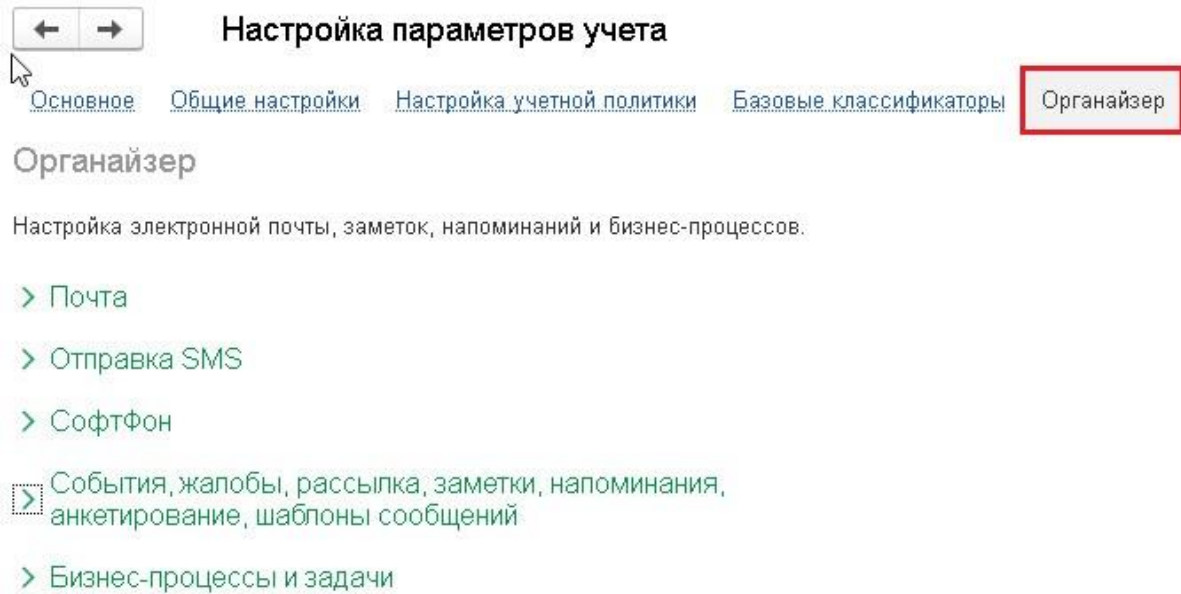 Настройка параметров учета
Основное Общие настройки Настройка учетной политики Базовые классификаторы Органайзер
Органайзер
Настройка электронной почты, заметок, напоминаний и бизнес-процессов.
Почта
Отправка SMS
СофтФон
События, жалобы, рассылка, заметки, напоминания,
анкетирование, шаблоны сообщений
Бизнес-процессы и задачи